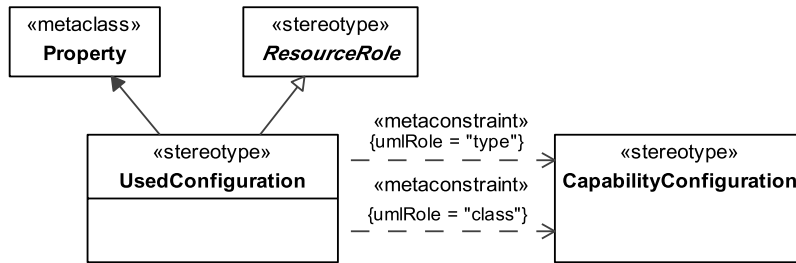 «metaclass»
Property
«stereotype»
ResourceRole
«stereotype»
UsedConfiguration
«metaconstraint»
{umlRole = "type"}
«metaconstraint»
{umlRole = "class"}
«stereotype»
CapabilityConfiguration